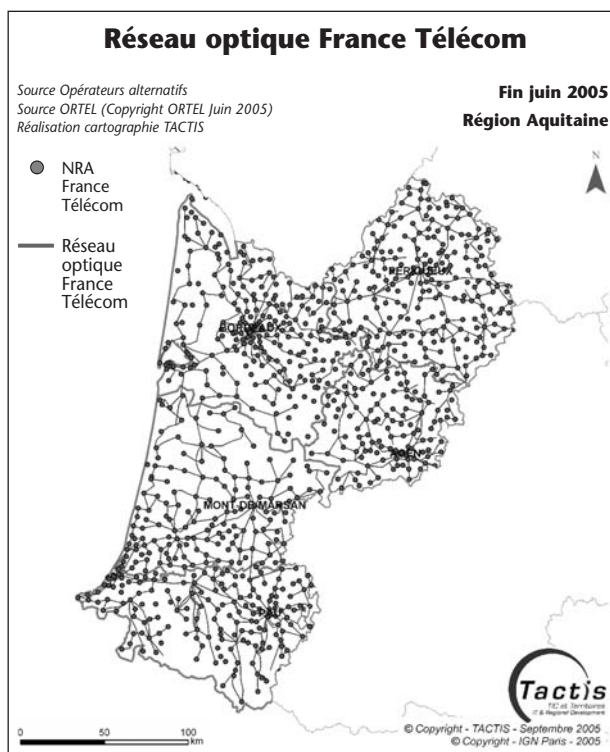 Réseau optique France Télécom
Source Opérateurs alternatifs
Source ORTEL (Copyright ORTEL Juin 2005)
Réalisation cartographie TACTIS
Fin juin 2005
Région Aquitaine
N
NRA
France
Télécom
Réseau
optique
France
Télécom
PERIGUEUX
BORDEAUX
AGEN
MONT-DE-MARSAN
PAU
Tactis
TIC et Territoires
IT & Regional Development
0 50 100
km
© Copyright - TACTIS - Septembre 2005
© Copyright - IGN Paris - 2005